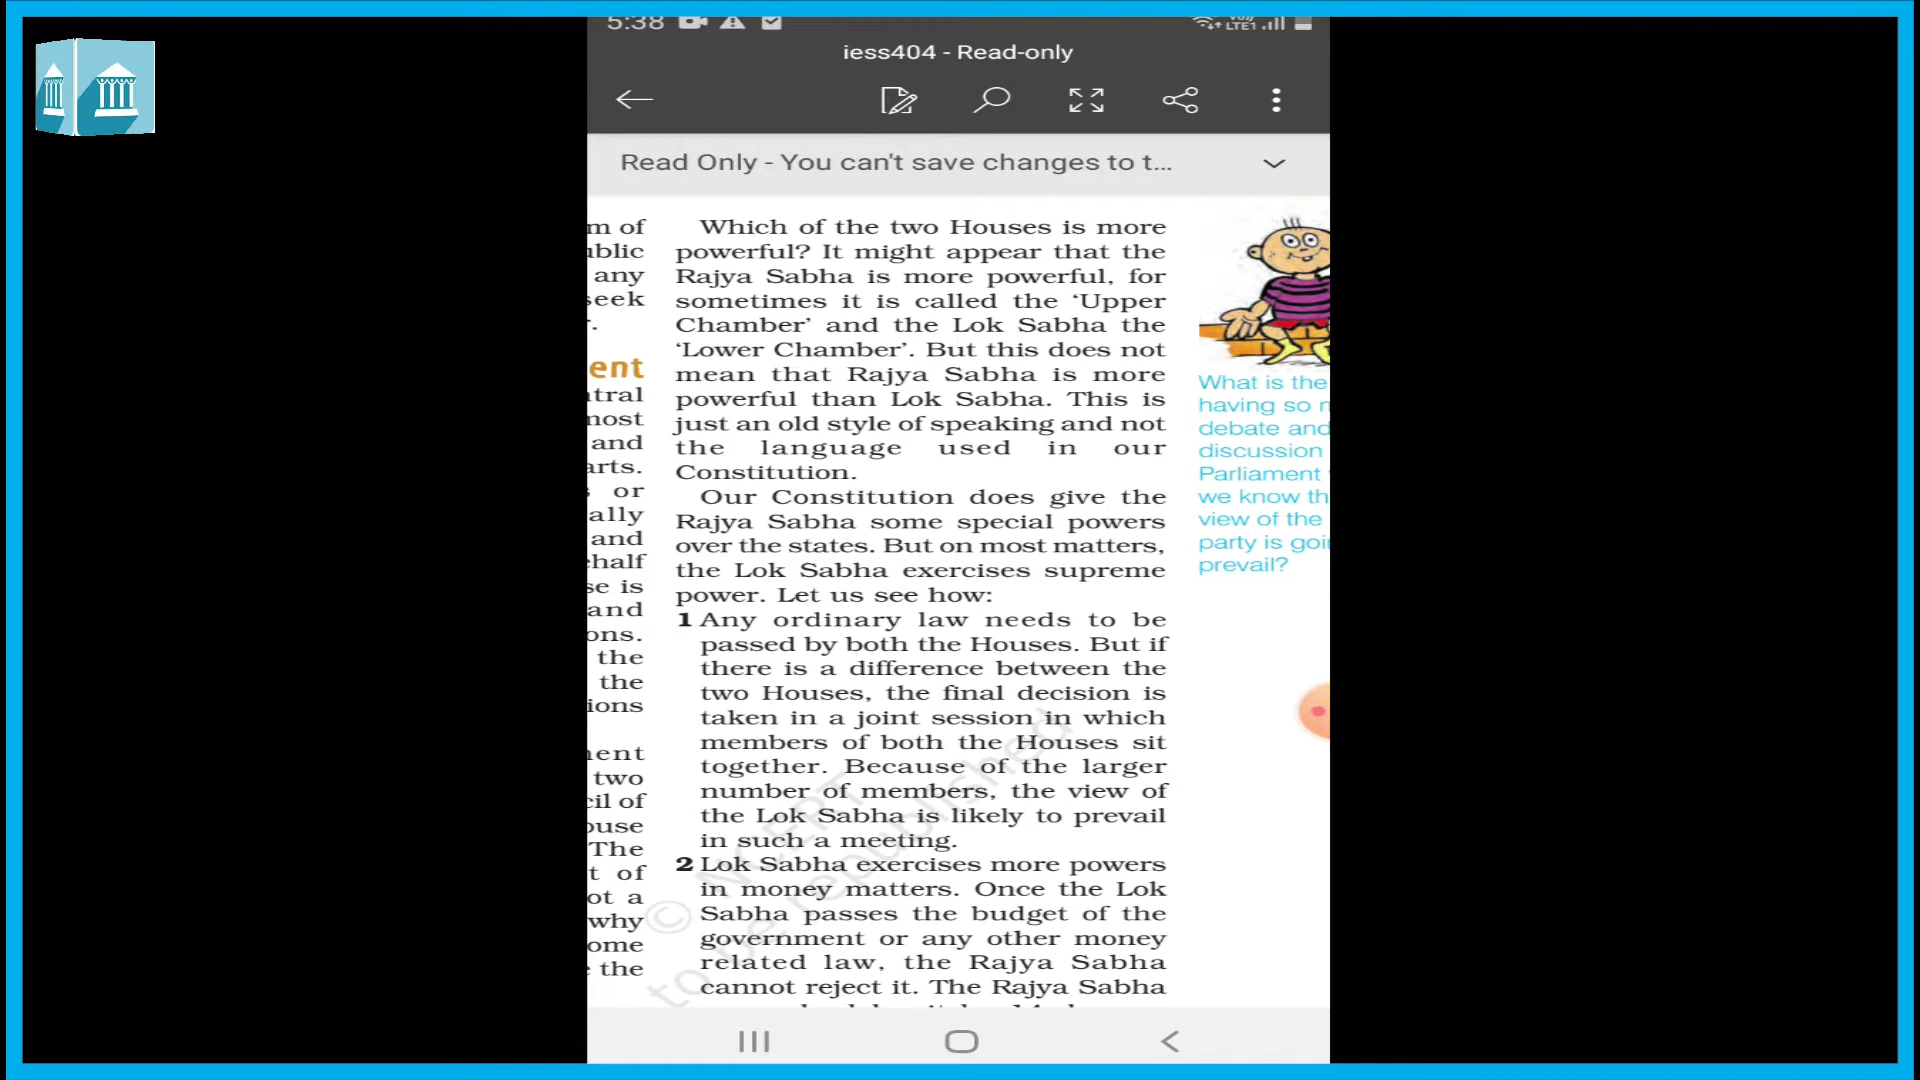 5:38
LTE1
iess404 - Read-only
Read Only - You can't save changes to t...
m of
ublic
any
seek
r.
ent
ntral
most
and
arts.
s or
ally
and
ehalf
se is
and
ons.
the
the
ions
nent
two
cil of
ouse
The
t of
ot a
why
ome
e the
Which of the two Houses is more
powerful? It might appear that the
Rajya Sabha is more powerful, for
sometimes it is called the ‘Upper
Chamber’ and the Lok Sabha the
‘Lower Chamber’. But this does not
mean that Rajya Sabha is more
powerful than Lok Sabha. This is
just an old style of speaking and not
the language used in our
Constitution.
Our Constitution does give the
Rajya Sabha some special powers
over the states. But on most matters,
the Lok Sabha exercises supreme
power. Let us see how:
1 Any ordinary law needs to be
passed by both the Houses. But if
there is a difference between the
two Houses, the final decision is
taken in a joint session in which
members of both the Houses sit
together. Because of the larger
number of members, the view of
the Lok Sabha is likely to prevail
in such a meeting.
2 Lok Sabha exercises more powers
in money matters. Once the Lok
Sabha passes the budget of the
government or any other money
related law, the Rajya Sabha
cannot reject it. The Rajya Sabha
What is the
having so
debate and
discussion
Parliament
we know th
view of the
party is goi
prevail?
© NCERT
to be republished